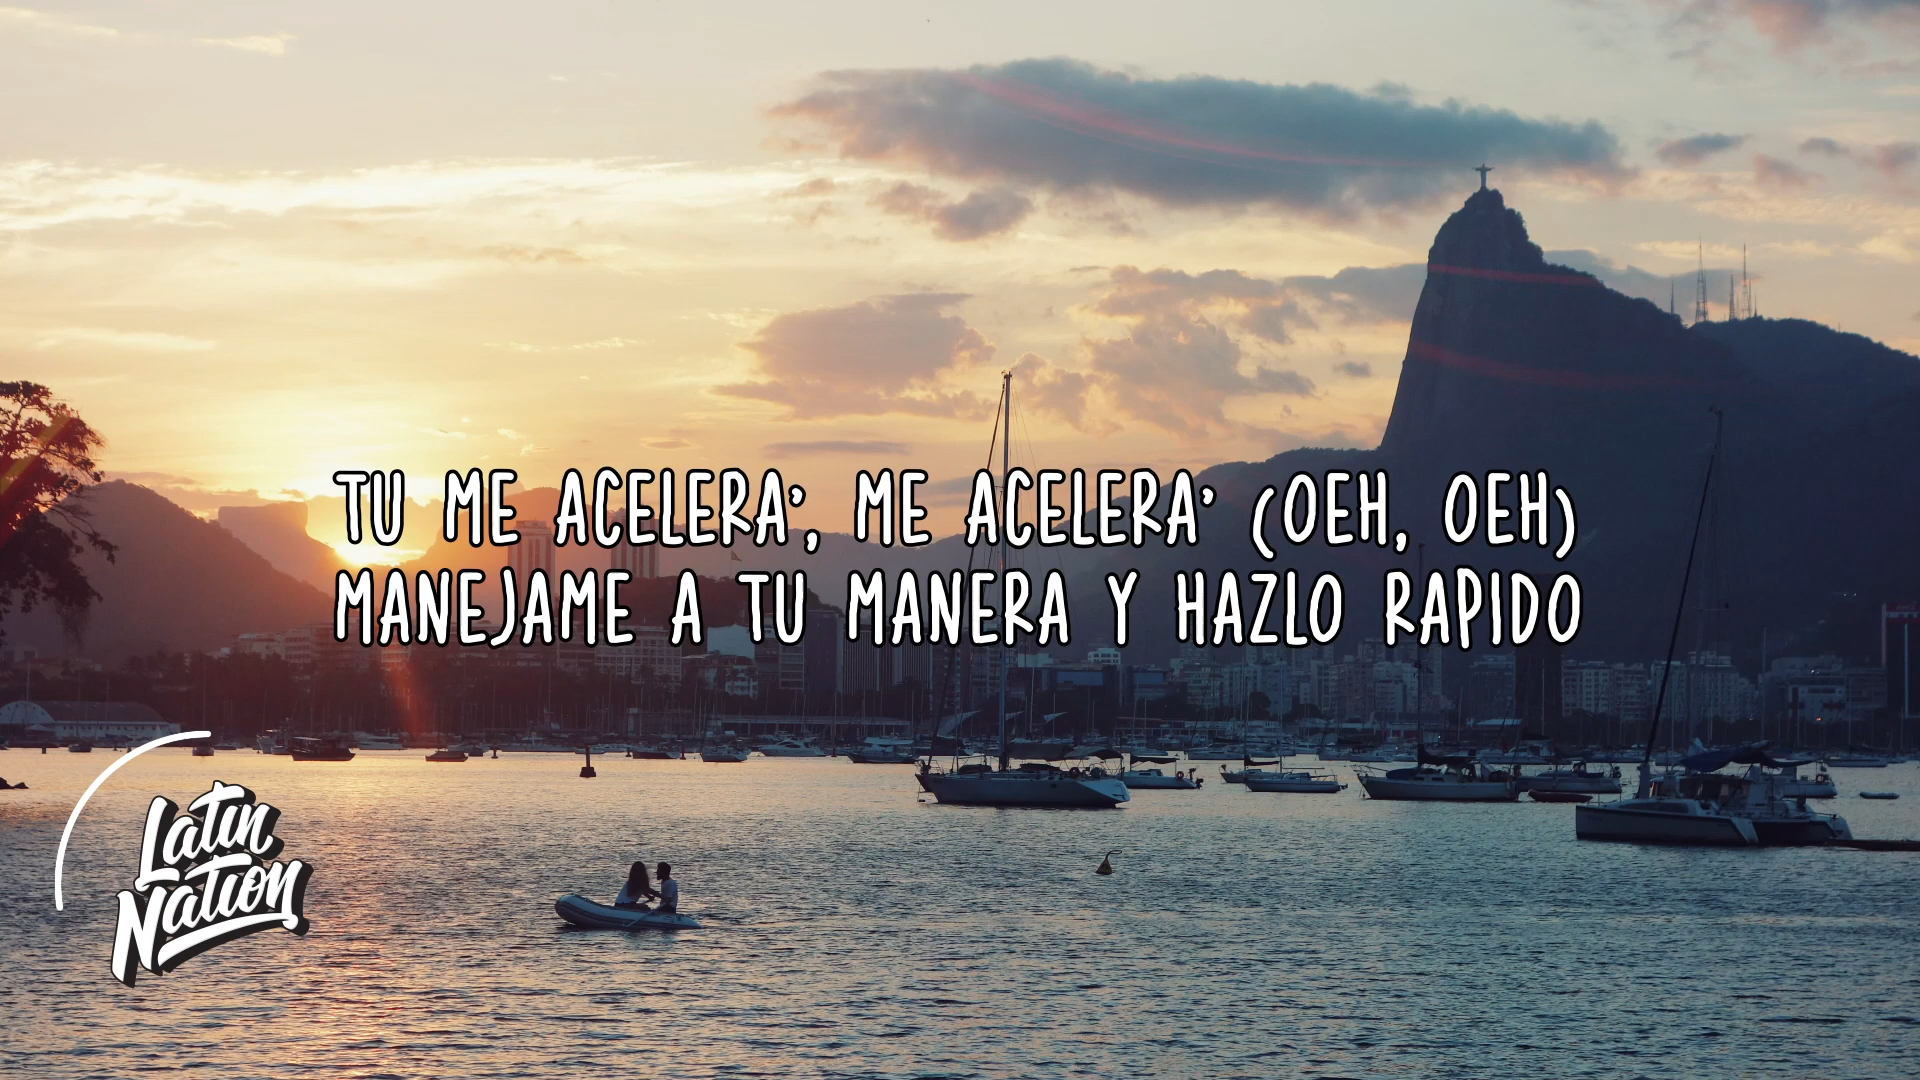 TU ME ACELERA', ME ACELERA' (OEH, OEH)
MANEJAME A TU MANERA Y HAZLO RAPIDO
Latin
Nation